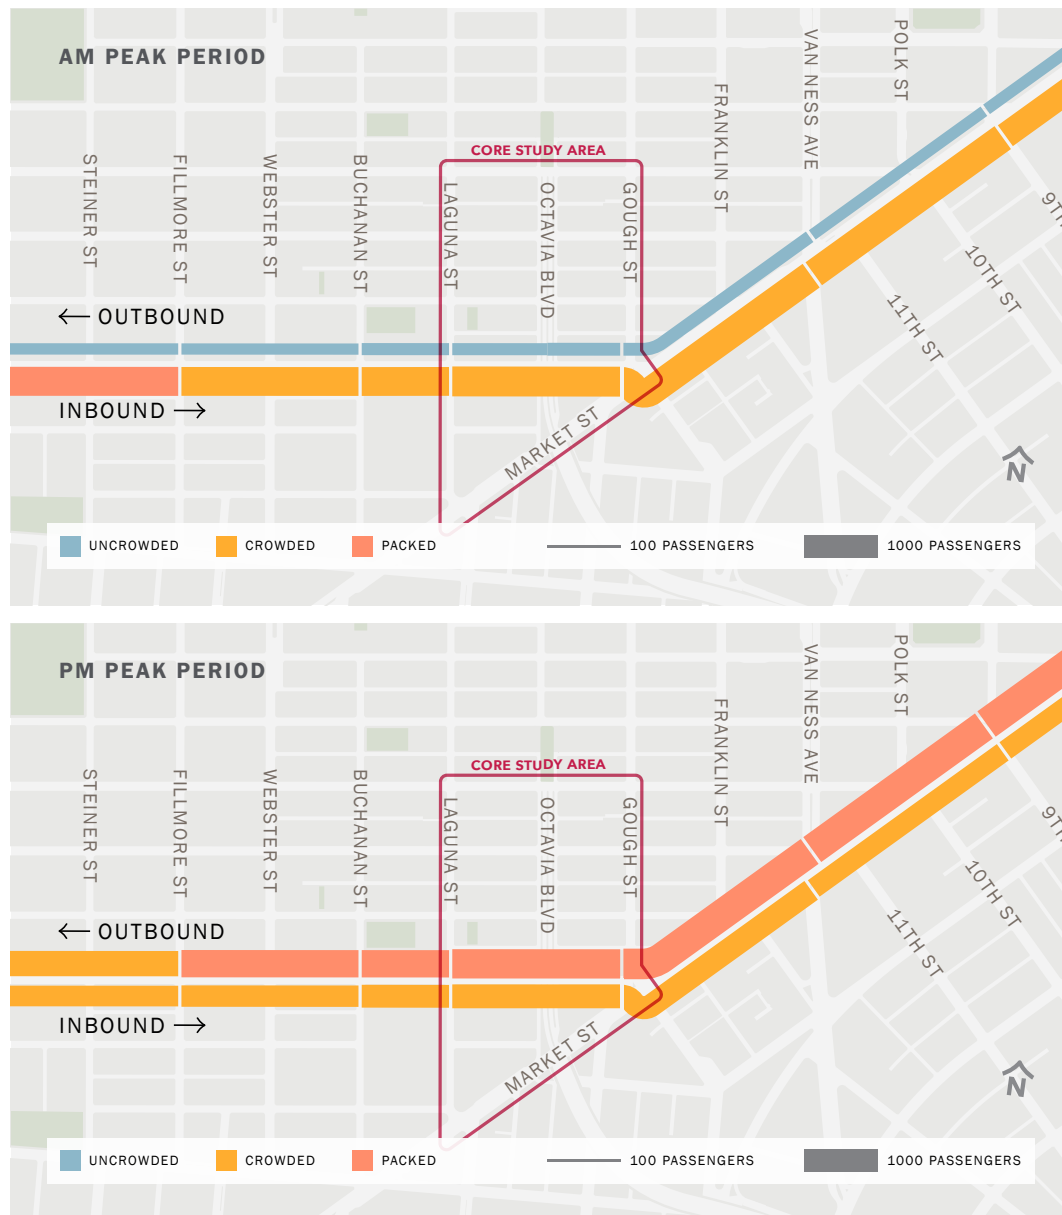 AM PEAK PERIOD
POLK ST
VAN NESS AVE
FRANKLIN ST
CORE STUDY AREA
STEINER ST
FILLMORE ST
WEBSTER ST
BUCHANAN ST
LAGUNA ST
OCTAVIA BLVD
GOUGH ST
9TH
10TH ST
11TH ST
← OUTBOUND
INBOUND →
MARKET ST
N
UNCROWDED
CROWDED
PACKED
100 PASSENGERS
1000 PASSENGERS
PM PEAK PERIOD
POLK ST
VAN NESS AVE
FRANKLIN ST
CORE STUDY AREA
STEINER ST
FILLMORE ST
WEBSTER ST
BUCHANAN ST
LAGUNA ST
OCTAVIA BLVD
GOUGH ST
9TH
10TH ST
11TH ST
← OUTBOUND
INBOUND →
MARKET ST
N
UNCROWDED
CROWDED
PACKED
100 PASSENGERS
1000 PASSENGERS